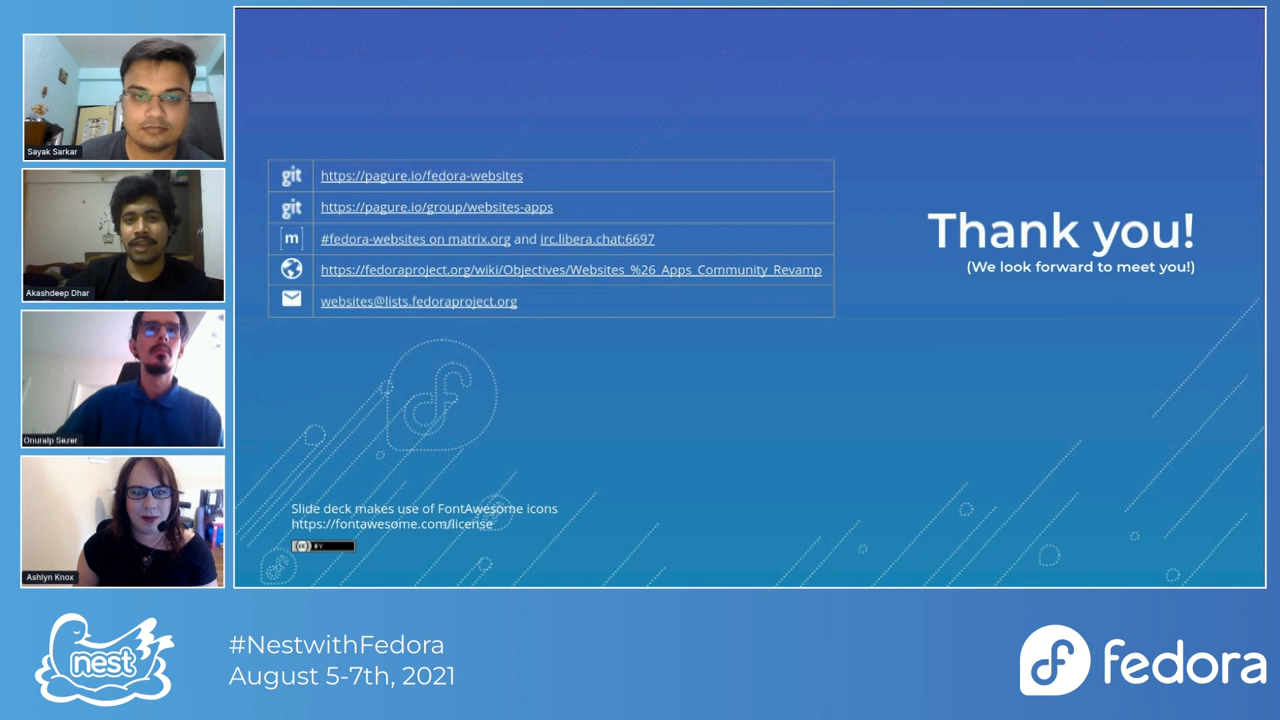 Sayak Sarkar
Akashdeep Dhar
Onuralp Sezer
Ashlyn Knox
git https://pagure.io/fedora-websites
git https://pagure.io/group/websites-apps
[m] #fedora-websites on matrix.org and irc.libera.chat:6697
https://fedoraproject.org/wiki/Objectives/Websites_%26_Apps_Community_Revamp
websites@lists.fedoraproject.org
Thank you!
(We look forward to meet you!)
Slide deck makes use of FontAwesome icons
https://fontawesome.com/license
cc BY
nest
#NestwithFedora
August 5-7th, 2021
fedora